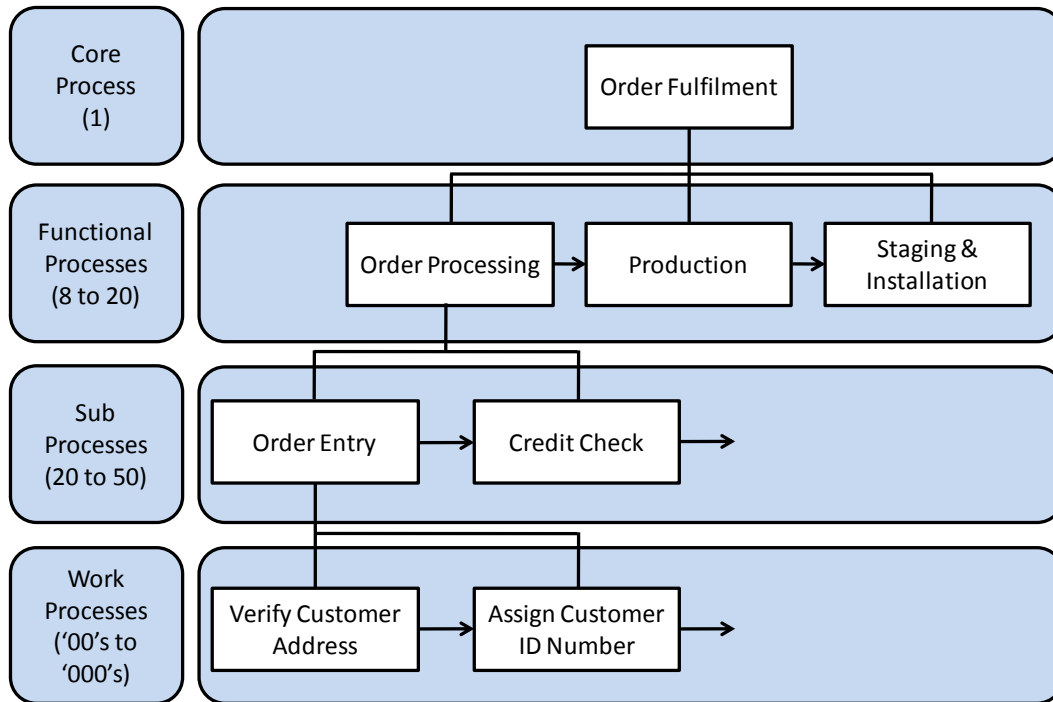 Core
Process
(1)
Order Fulfilment
Functional
Processes
(8 to 20)
Order Processing
Production
Staging &
Installation
Sub
Processes
(20 to 50)
Order Entry
Credit Check
Work
Processes
(‘00’s to
‘000’s)
Verify Customer
Address
Assign Customer
ID Number